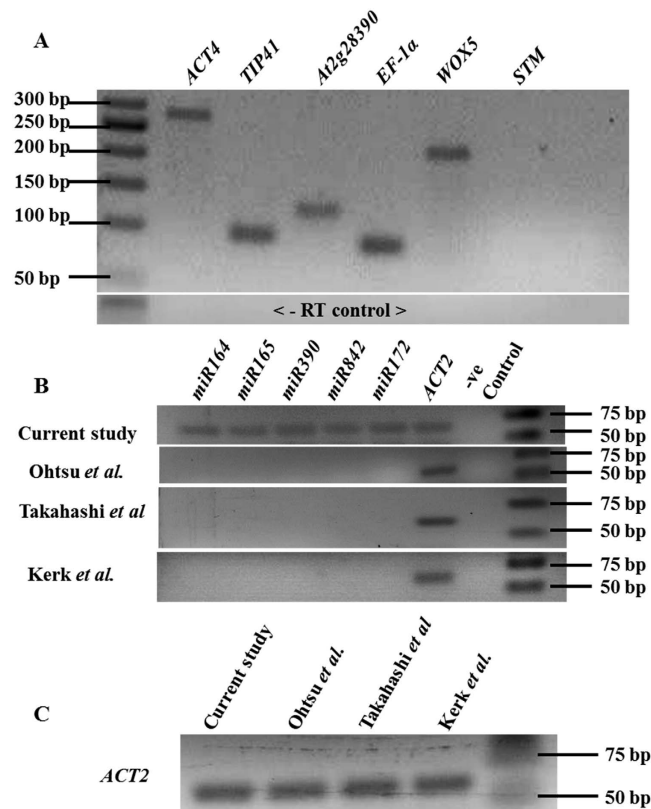 A
ACT4 TIP41 At2g28390 EF-1α WOX5 STM
300 bp
250 bp
200 bp
150 bp
100 bp
50 bp
< - RT control >
B
miR164 miR165 miR390 miR842 miR172 ACT2 -ve Control
Current study
75 bp
50 bp
Ohtsu et al.
75 bp
50 bp
Takahashi et al
75 bp
50 bp
Kerk et al.
75 bp
50 bp
C
Current study Ohtsu et al. Takahashi et al Kerk et al.
ACT2
75 bp
50 bp